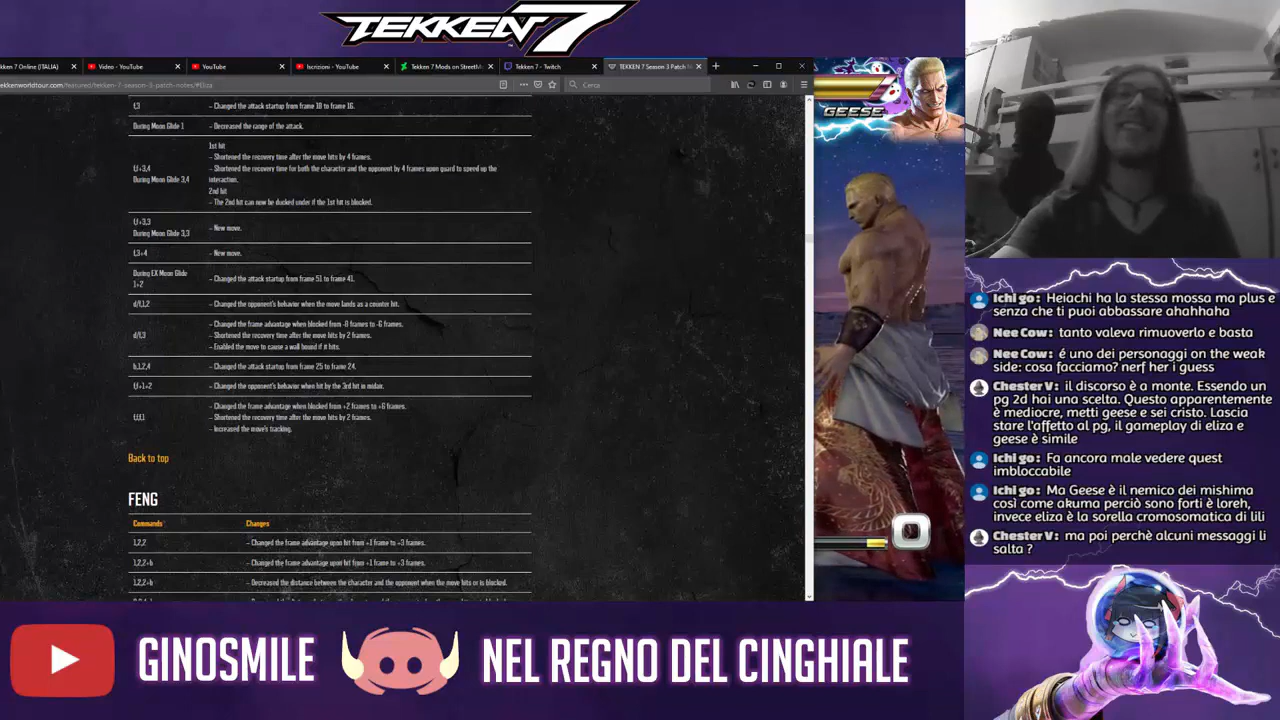 TEKKEN 7
ekken 7 Online (ITALIA)
Video - YouTube
YouTube
Iscrizioni - YouTube
Tekken 7 Mods on StreetMo
Tekken 7 - Twitch
TEKKEN 7 Season 3 Patch N
ekkenworldtour.com/featured/tekken-7-season-3-patch-notes/#Eliza
Cerca
f,3 – Changed the attack startup from frame 18 to frame 16.
During Moon Glide 1 – Decreased the range of the attack.
1st hit
– Shortened the recovery time after the move hits by 4 frames.
f,f+3,4 – Shortened the recovery time for both the character and the opponent by 4 frames upon guard to speed up the
During Moon Glide 3,4 interaction.
2nd hit
– The 2nd hit can now be ducked under if the 1st hit is blocked.
f,f+3,3
During Moon Glide 3,3 – New move.
f,3+4 – New move.
During EX Moon Glide
1+2 – Changed the attack startup from frame 51 to frame 41.
d/f,1,2 – Changed the opponent's behavior when the move lands as a counter hit.
– Changed the frame advantage when blocked from -8 frames to -6 frames.
d/f,3 – Shortened the recovery time after the move hits by 2 frames.
– Enabled the move to cause a wall bound if it hits.
b,1,2,4 – Changed the attack startup from frame 25 to frame 24.
f,f+1+2 – Changed the opponent's behavior when hit by the 3rd hit in midair.
– Changed the frame advantage when blocked from +2 frames to +6 frames.
f,f,f,1 – Shortened the recovery time after the move hits by 2 frames.
– Increased the move's tracking.
Back to top
FENG
Commands Changes
1,2,2 – Changed the frame advantage upon hit from +1 frame to +3 frames.
1,2,2,+b – Changed the frame advantage upon hit from +1 frame to +3 frames.
1,2,2+b – Decreased the distance between the character and the opponent when the move hits or is blocked.
GEESE
Ichi go: Heiachi ha la stessa mossa ma plus e
senza che ti puoi abbassare ahahhaha
Nee Cow: tanto valeva rimuoverlo e basta
Nee Cow: é uno dei personaggi on the weak
side: cosa facciamo? nerf her i guess
Chester V: il discorso è a monte. Essendo un
pg 2d hai una scelta. Questo apparentemente
è mediocre, metti geese e sei cristo. Lascia
stare l'affetto al pg, il gameplay di eliza e
geese è simile
Ichi go: Fa ancora male vedere quest
imbloccabile
Ichi go: Ma Geese è il nemico dei mishima
così come akuma perciò sono forti è loreh,
invece eliza è la sorella cromosomatica di lili
Chester V: ma poi perchè alcuni messaggi li
salta ?
GINOSMILE
NEL REGNO DEL CINGHIALE